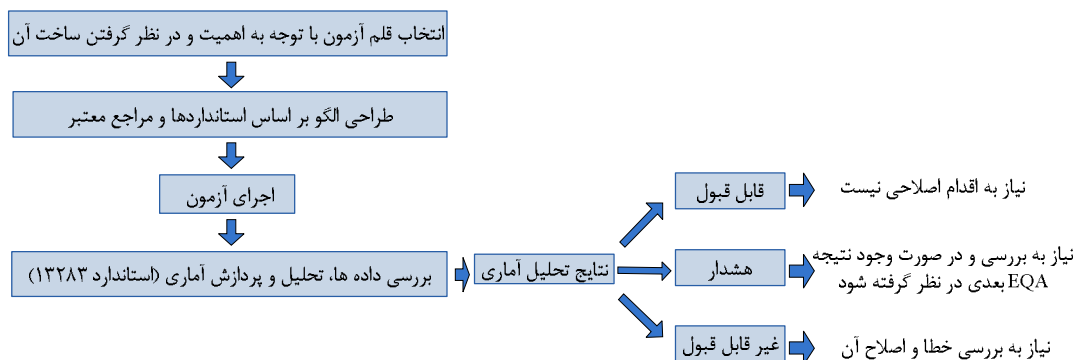 انتخاب قلم آزمون با توجه به اهمیت و در نظر گرفتن ساخت آن
طراحی الگو بر اساس استانداردها و مراجع معتبر
اجرای آزمون
بررسی داده ها، تحلیل و پردازش آماری (استاندارد ۱۳۲۸۳)
نتایج تحلیل آماری
قابل قبول
نیاز به اقدام اصلاحی نیست
هشدار
نیاز به بررسی و در صورت وجود نتیجه
EQA بعدی در نظر گرفته شود
غیر قابل قبول
نیاز به بررسی خطا و اصلاح آن